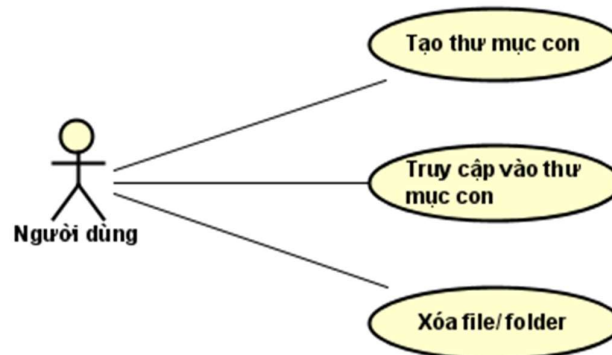 Tạo thư mục con
Truy cập vào thư
mục con
Người dùng
Xóa file/ folder